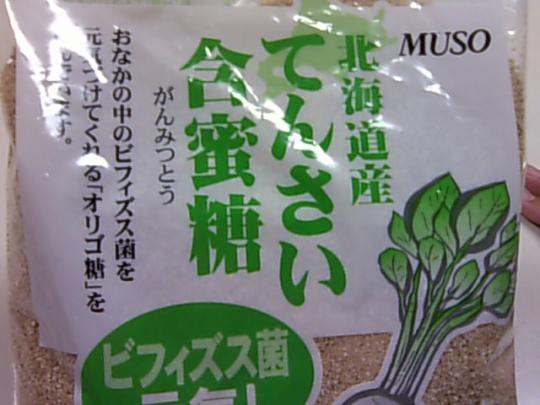 MUSO
北海道産
てんさい
含蜜糖
がんみつとう
おなかの中のビフィズス菌を
元気づけてくれる「オリゴ糖」を
ビフィズス菌